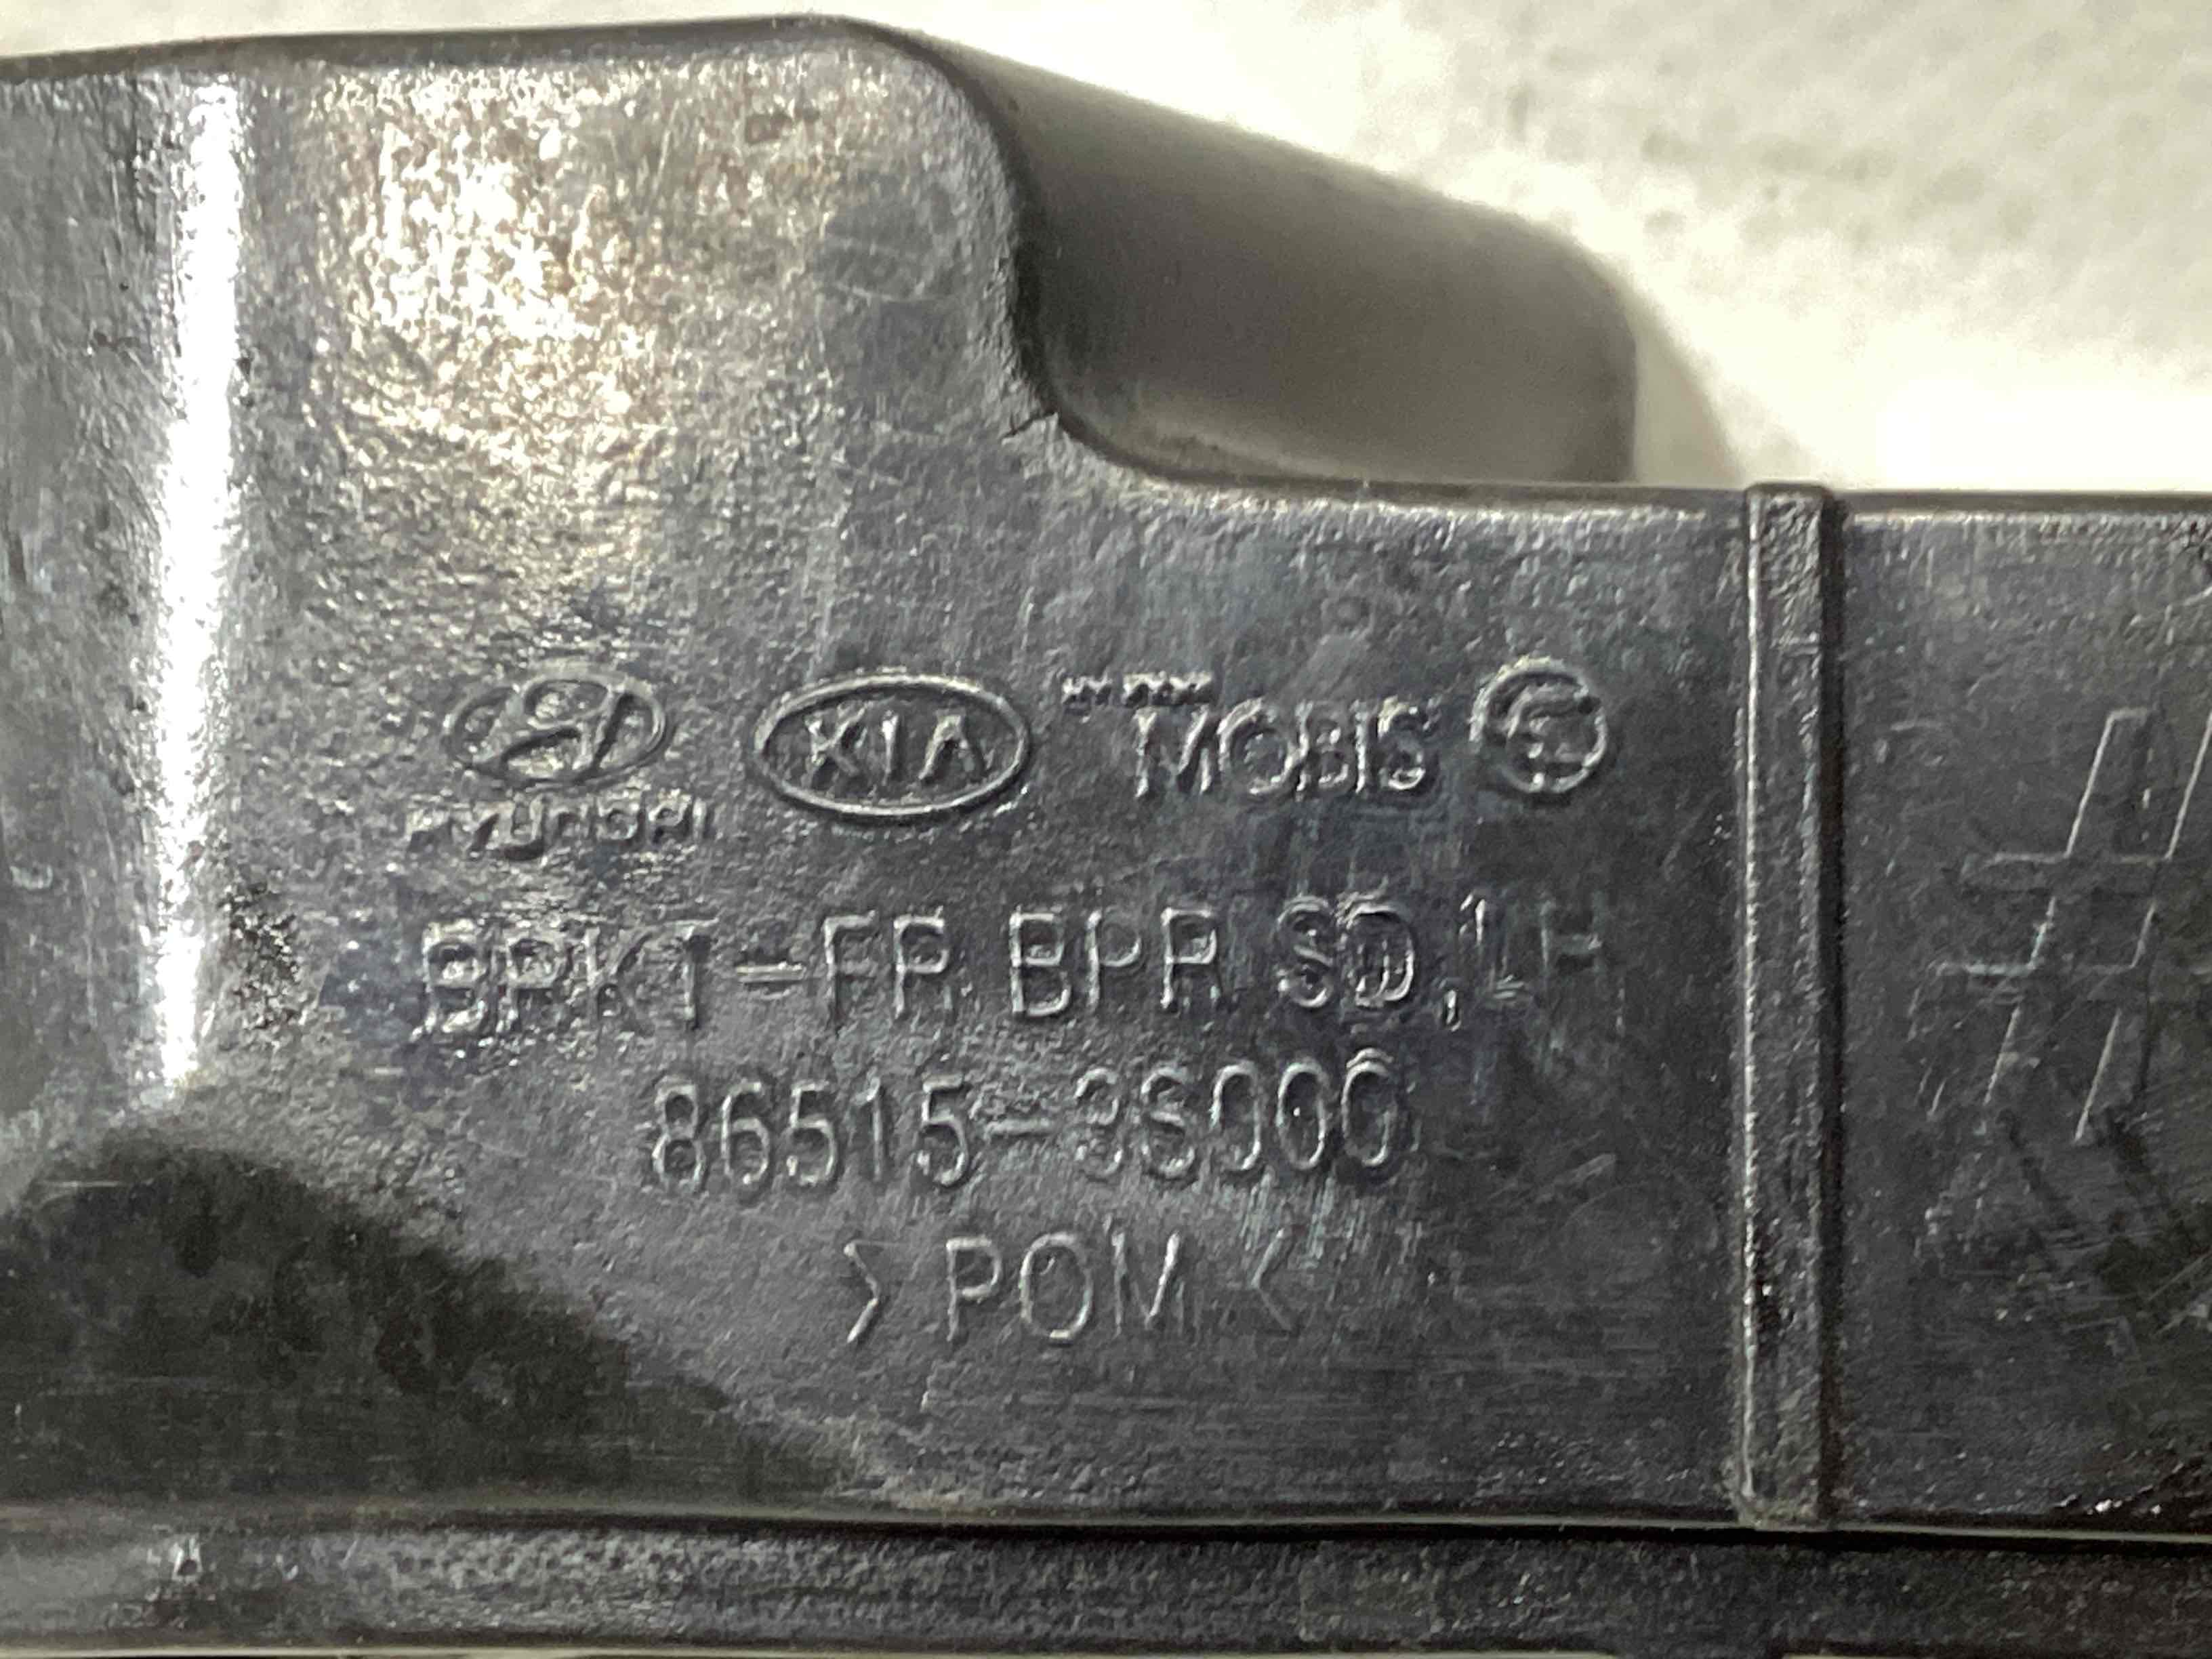 KIA MOBIS
HYUNDAI
BRKT-FR BPR SD,LH
86515-3S000
>POM<
#